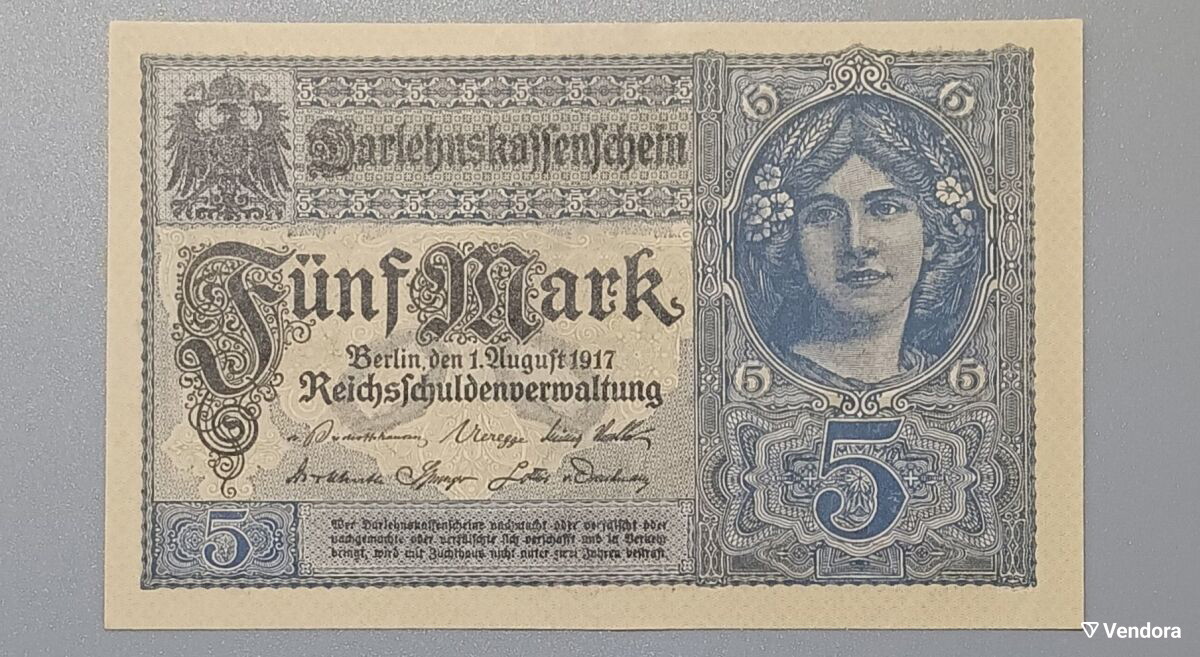 Darlehnskassenschein
Fünf Mark
Berlin, den 1. August 1917
Reichsschuldenverwaltung
Wer Darlehnskassenscheine nachmacht oder verfälscht oder
nachgemachte oder verfälschte sich verschafft und in Verkehr
bringt, wird mit Zuchthaus nicht unter zwei Jahren bestraft.
5
5 5
5 5
5
Vendora